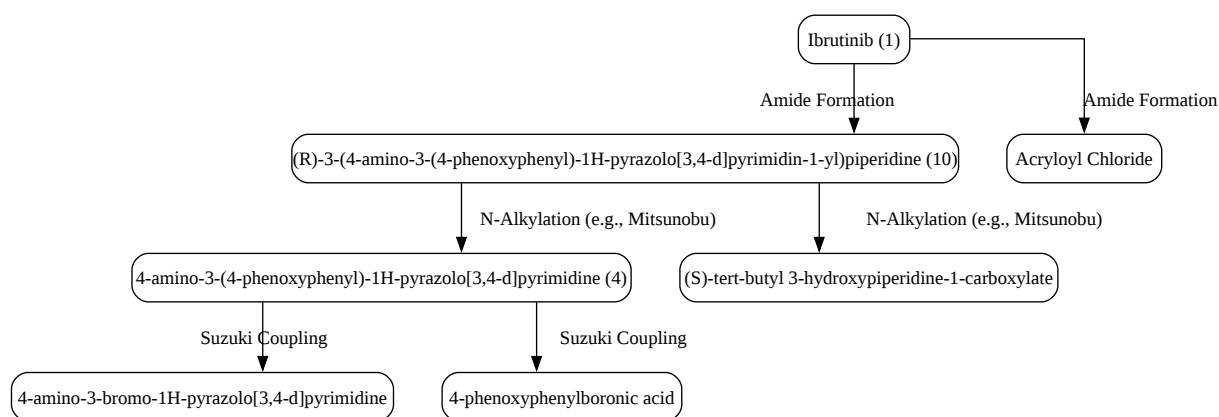 Ibrutinib (1)
Amide Formation
Amide Formation
(R)-3-(4-amino-3-(4-phenoxyphenyl)-1H-pyrazolo[3,4-d]pyrimidin-1-yl)piperidine (10)
Acryloyl Chloride
N-Alkylation (e.g., Mitsunobu)
N-Alkylation (e.g., Mitsunobu)
4-amino-3-(4-phenoxyphenyl)-1H-pyrazolo[3,4-d]pyrimidine (4)
(S)-tert-butyl 3-hydroxypiperidine-1-carboxylate
Suzuki Coupling
Suzuki Coupling
4-amino-3-bromo-1H-pyrazolo[3,4-d]pyrimidine
4-phenoxyphenylboronic acid